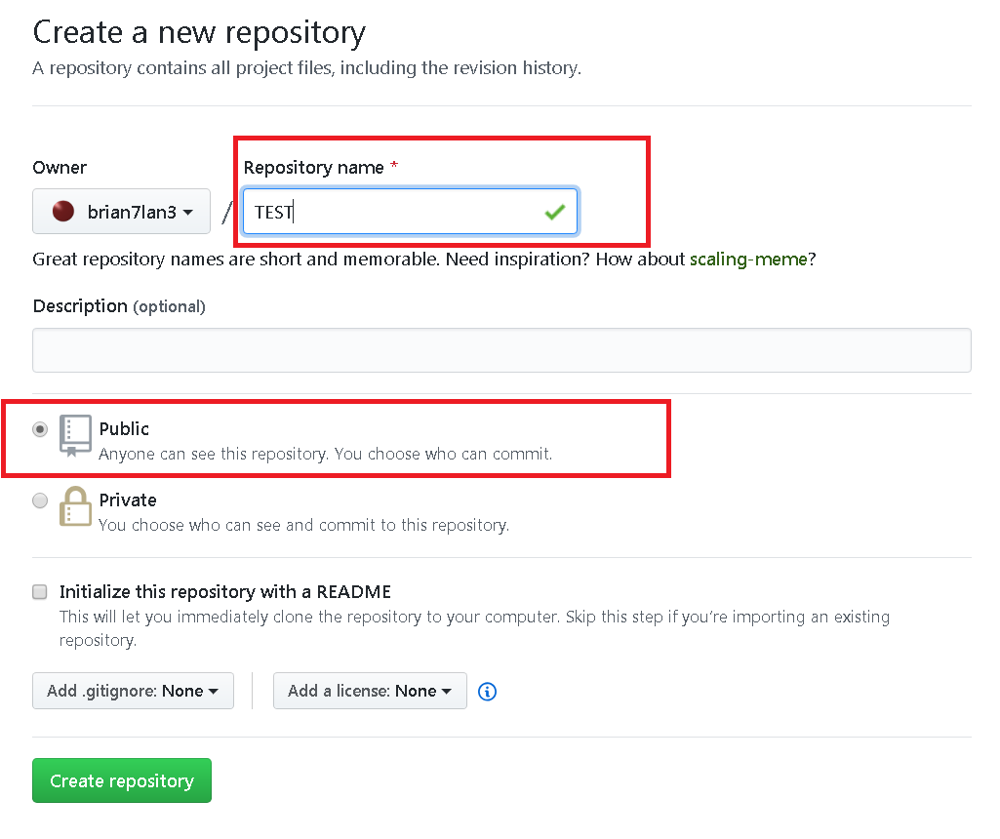 Create a new repository
A repository contains all project files, including the revision history.
Owner
Repository name *
brian7lan3
/
TEST
Great repository names are short and memorable. Need inspiration? How about scaling-meme?
Description (optional)
Public
Anyone can see this repository. You choose who can commit.
Private
You choose who can see and commit to this repository.
Initialize this repository with a README
This will let you immediately clone the repository to your computer. Skip this step if you’re importing an existing
repository.
Add .gitignore: None
Add a license: None
Create repository